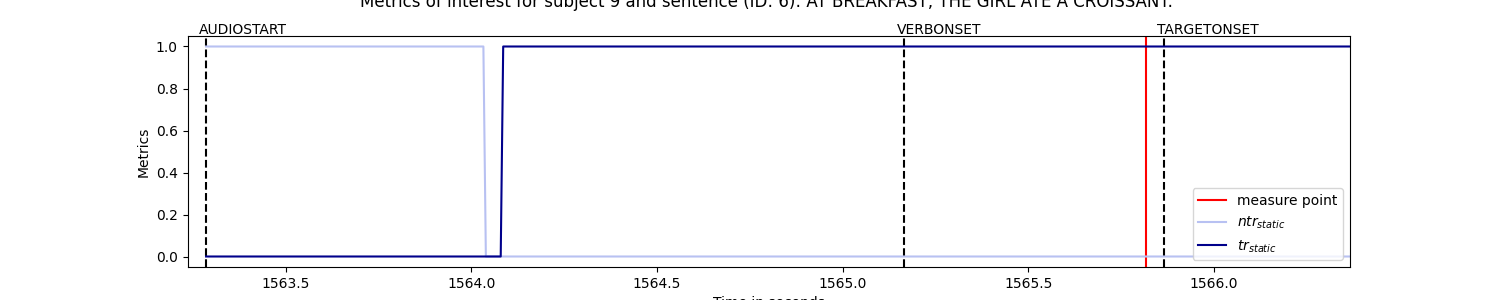 Metrics of interest for subject 9 and sentence (ID: 6): AT BREAKFAST, THE GIRL ATE A CROISSANT.
AUDIOSTART VERBONSET TARGETONSET
1.0
0.8
0.6
0.4
0.2
0.0
Metrics
measure point
ntr_static
tr_static
1563.5 1564.0 1564.5 1565.0 1565.5 1566.0
Time in seconds